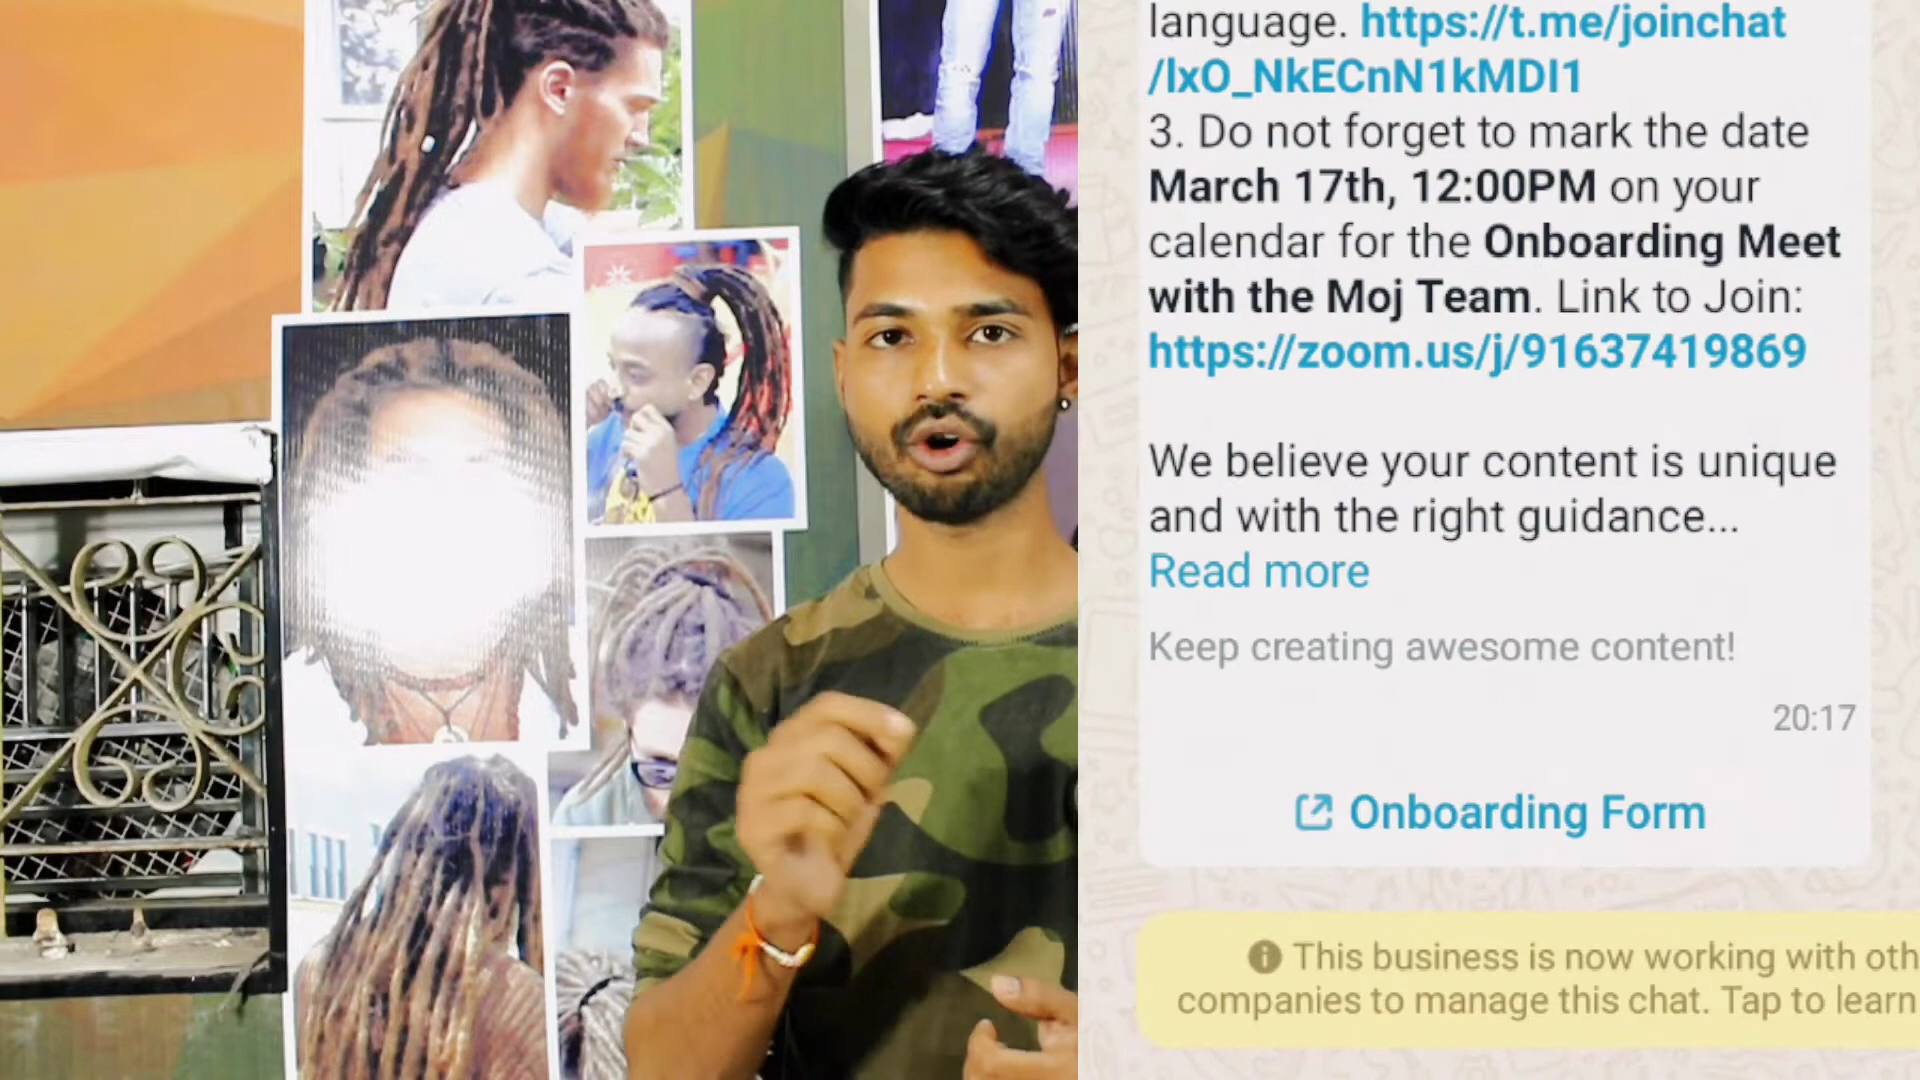 language. https://t.me/joinchat
/lxO_NkECnN1kMDI1
3. Do not forget to mark the date
March 17th, 12:00PM on your
calendar for the Onboarding Meet
with the Moj Team. Link to Join:
https://zoom.us/j/91637419869
We believe your content is unique
and with the right guidance...
Read more
Keep creating awesome content!
20:17
Onboarding Form
This business is now working with oth
companies to manage this chat. Tap to learn